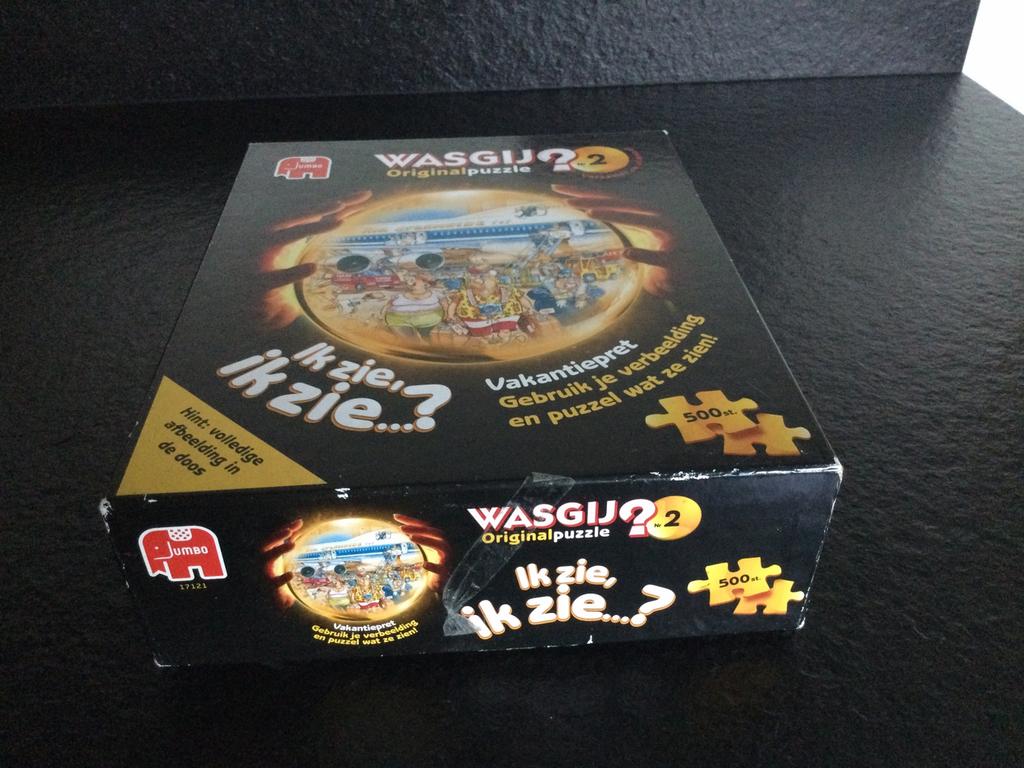 Jumbo
WASGIJ?
Nr 2
Originalpuzzle
Ik zie,
ik zie...?
Vakantiepret
Gebruik je verbeelding
en puzzel wat ze zien!
500 st.
Hint: volledige
afbeelding in
de doos
JUMBO
17121
Vakantiepret
Gebruik je verbeelding
en puzzel wat ze zien!
WASGIJ?
Nr 2
Originalpuzzle
Ik zie,
ik zie...?
500 st.